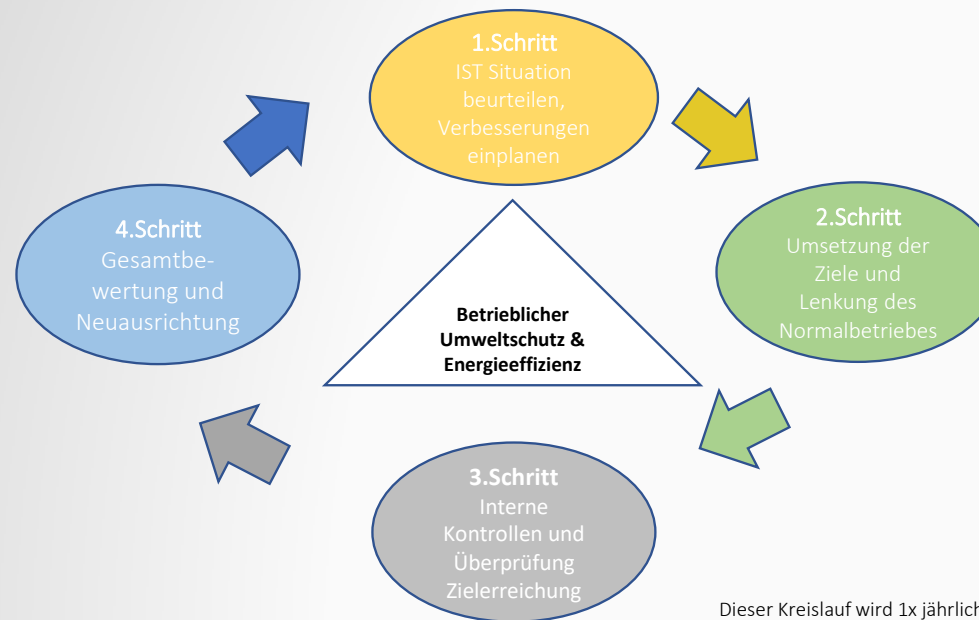 1.Schritt
IST Situation
beurteilen,
Verbesserungen
einplanen
2.Schritt
Umsetzung der
Ziele und
Lenkung des
Normalbetriebes
3.Schritt
Interne
Kontrollen und
Überprüfung
Zielerreichung
4.Schritt
Gesamtbe-
wertung und
Neuausrichtung
Betrieblicher
Umweltschutz &
Energieeffizienz
Dieser Kreislauf wird 1x jährlich